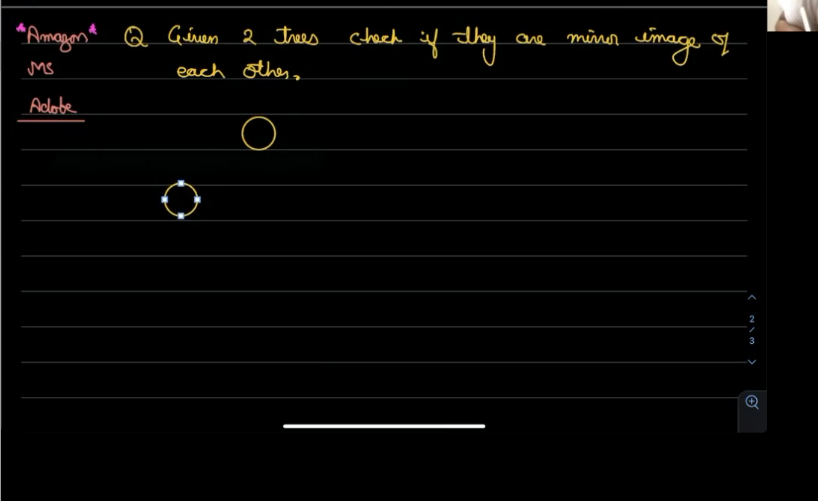 *Amazon* Q Given 2 trees check if they are mirror image of
MS each other.
Adobe
2
/
3